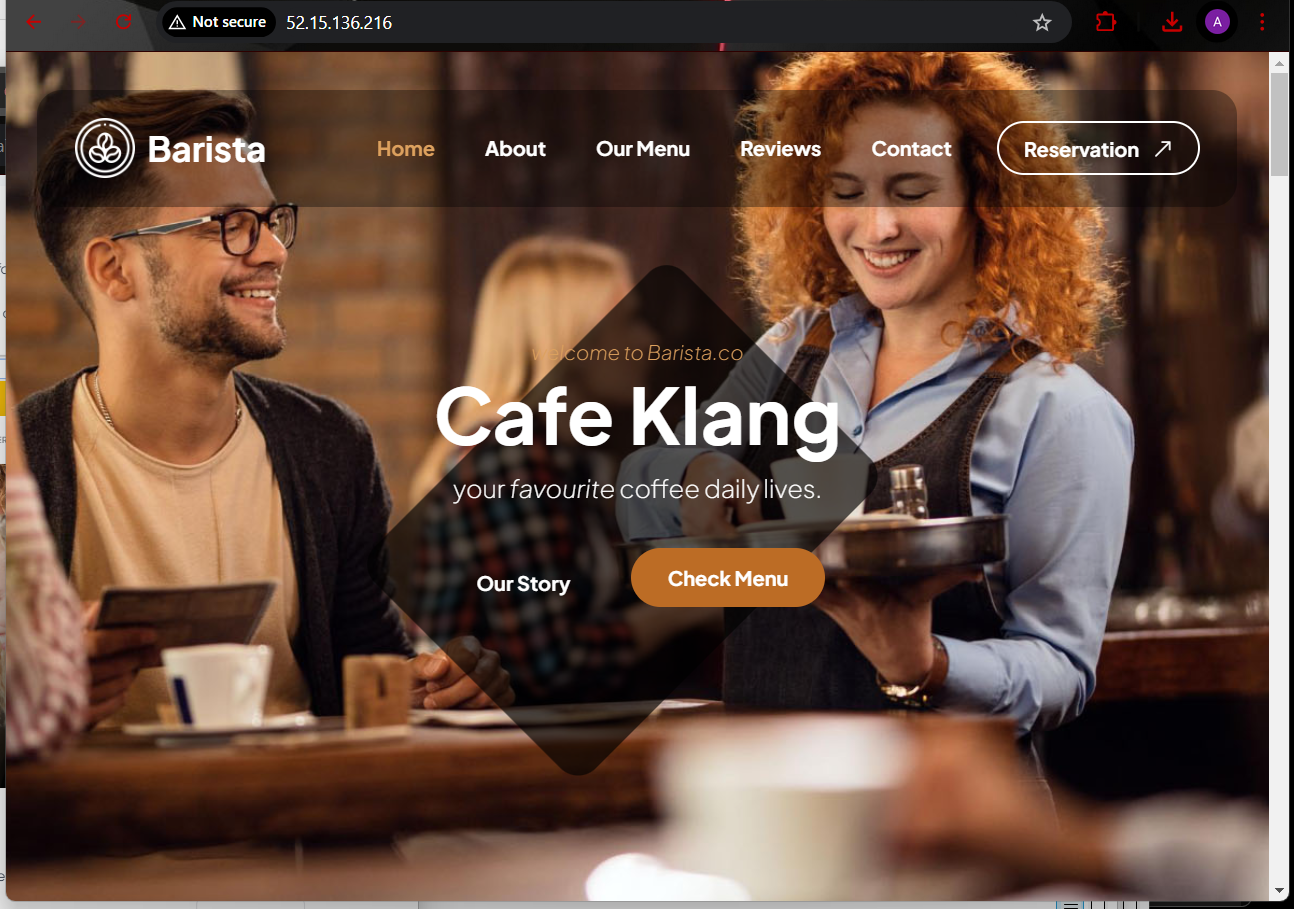 Not secure 52.15.136.216 A
Barista Home About Our Menu Reviews Contact Reservation
welcome to Barista.co
Cafe Klang
your favourite coffee daily lives.
Our Story Check Menu